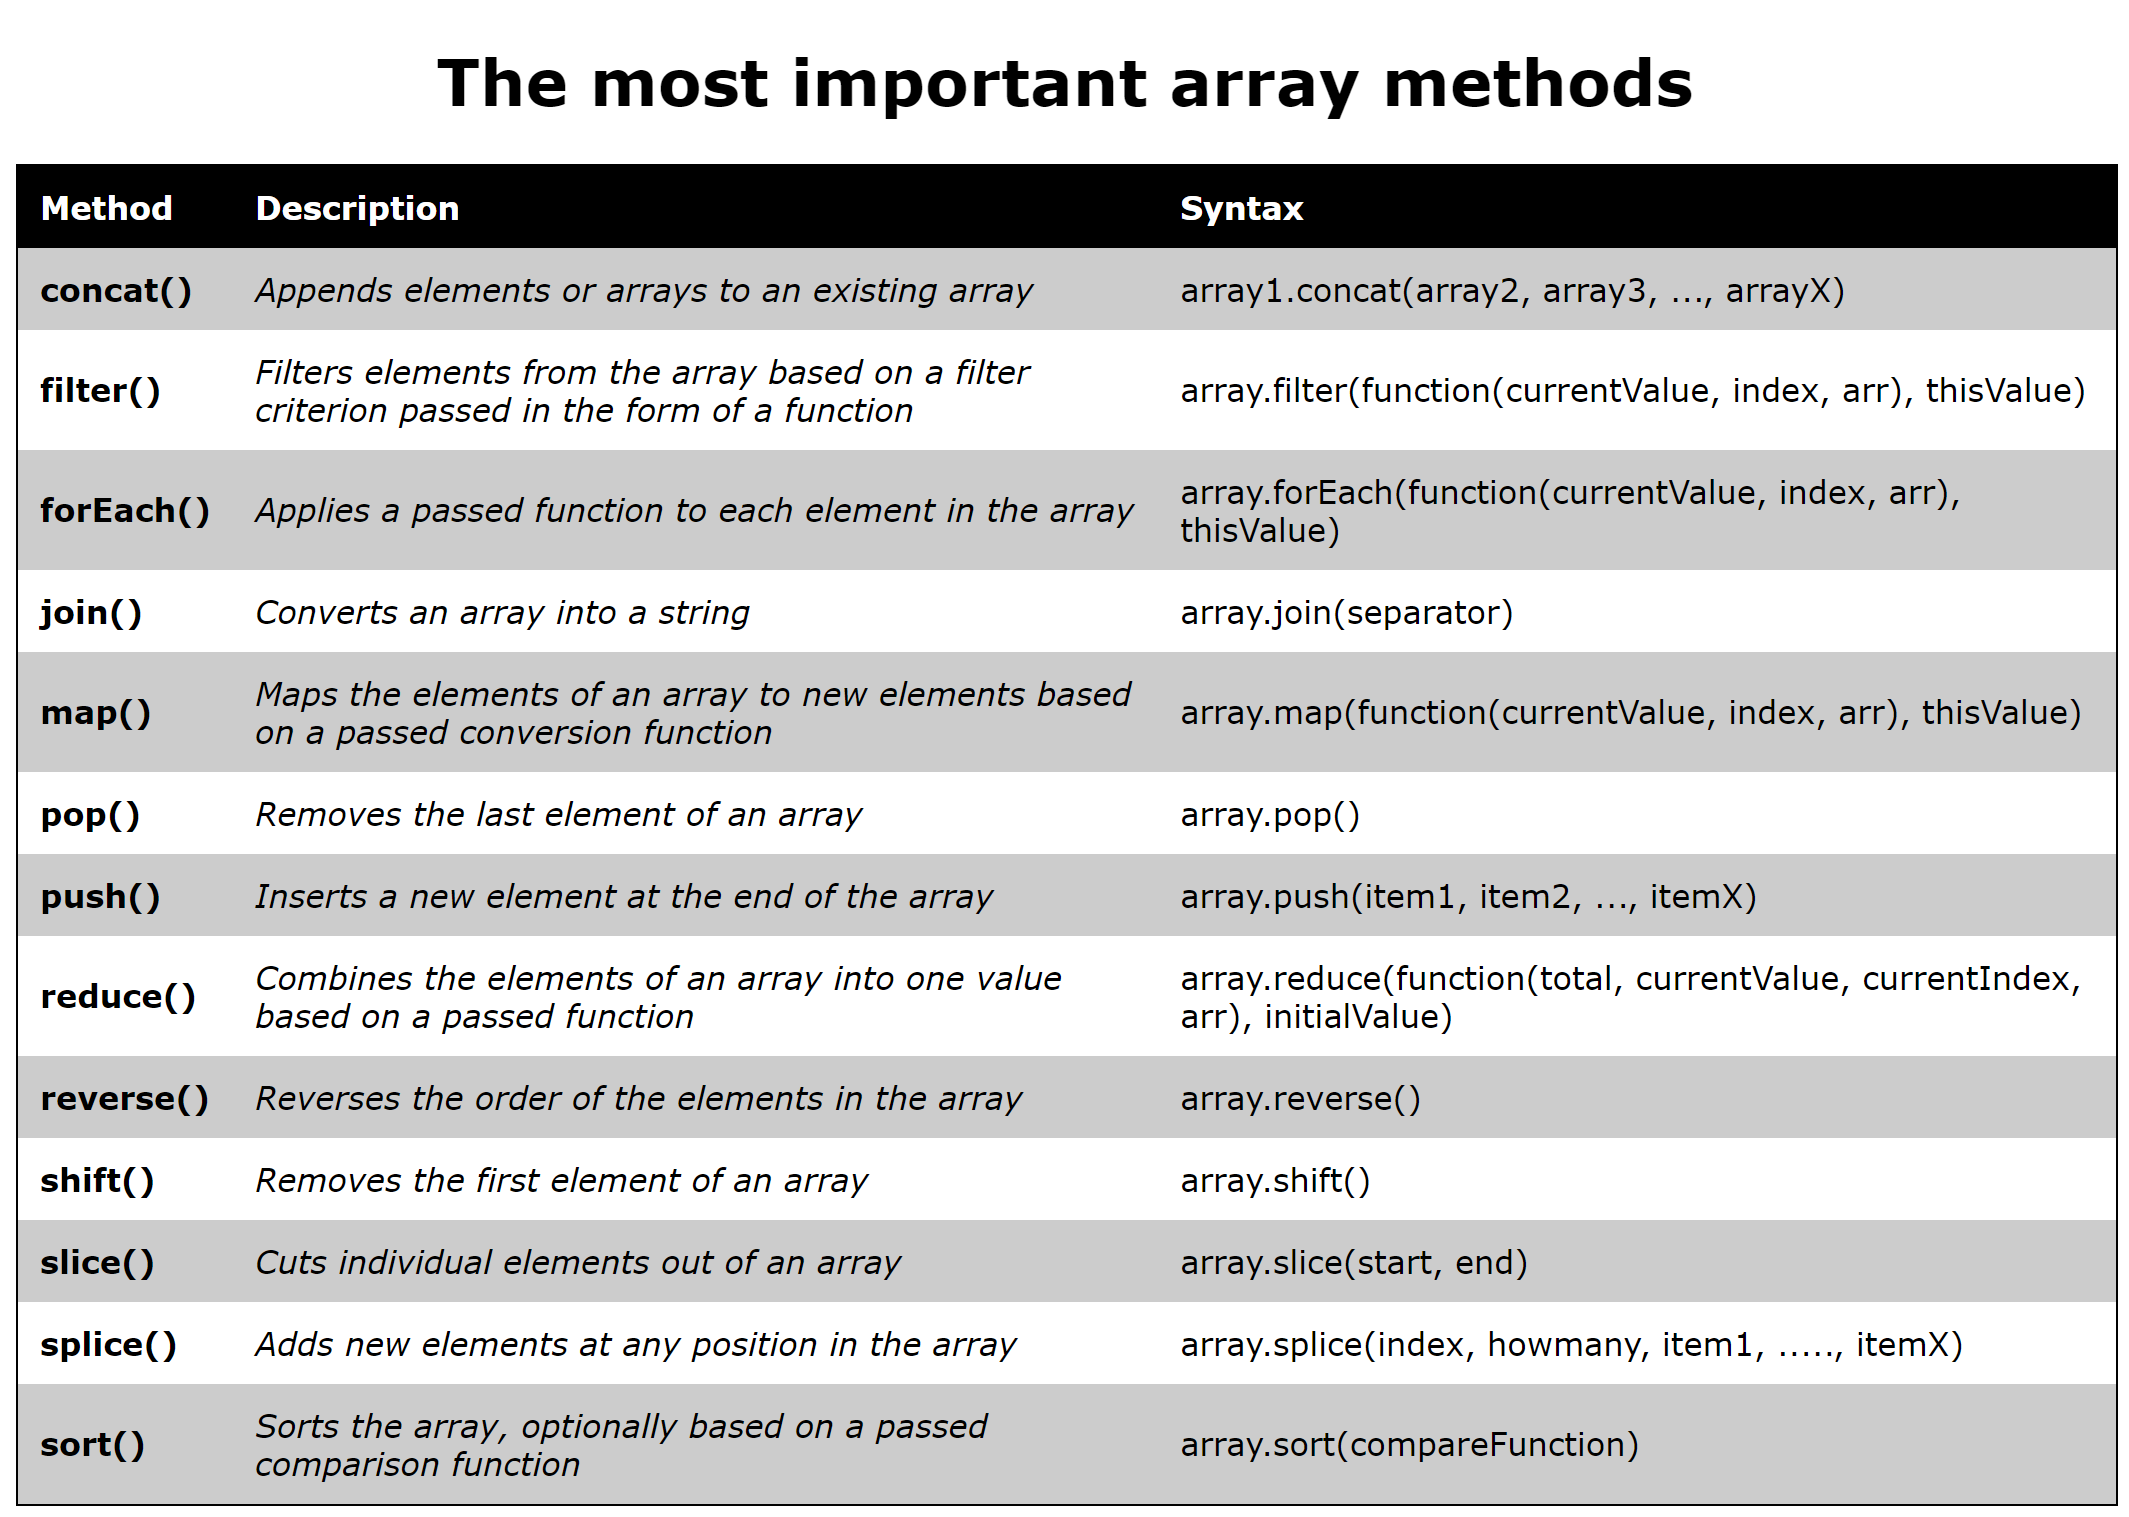 The most important array methods
Method Description Syntax
concat() Appends elements or arrays to an existing array array1.concat(array2, array3, ..., arrayX)
filter() Filters elements from the array based on a filter
criterion passed in the form of a function array.filter(function(currentValue, index, arr), thisValue)
forEach() Applies a passed function to each element in the array array.forEach(function(currentValue, index, arr),
thisValue)
join() Converts an array into a string array.join(separator)
map() Maps the elements of an array to new elements based
on a passed conversion function array.map(function(currentValue, index, arr), thisValue)
pop() Removes the last element of an array array.pop()
push() Inserts a new element at the end of the array array.push(item1, item2, ..., itemX)
reduce() Combines the elements of an array into one value
based on a passed function array.reduce(function(total, currentValue, currentIndex,
arr), initialValue)
reverse() Reverses the order of the elements in the array array.reverse()
shift() Removes the first element of an array array.shift()
slice() Cuts individual elements out of an array array.slice(start, end)
splice() Adds new elements at any position in the array array.splice(index, howmany, item1, ....., itemX)
sort() Sorts the array, optionally based on a passed
comparison function array.sort(compareFunction)